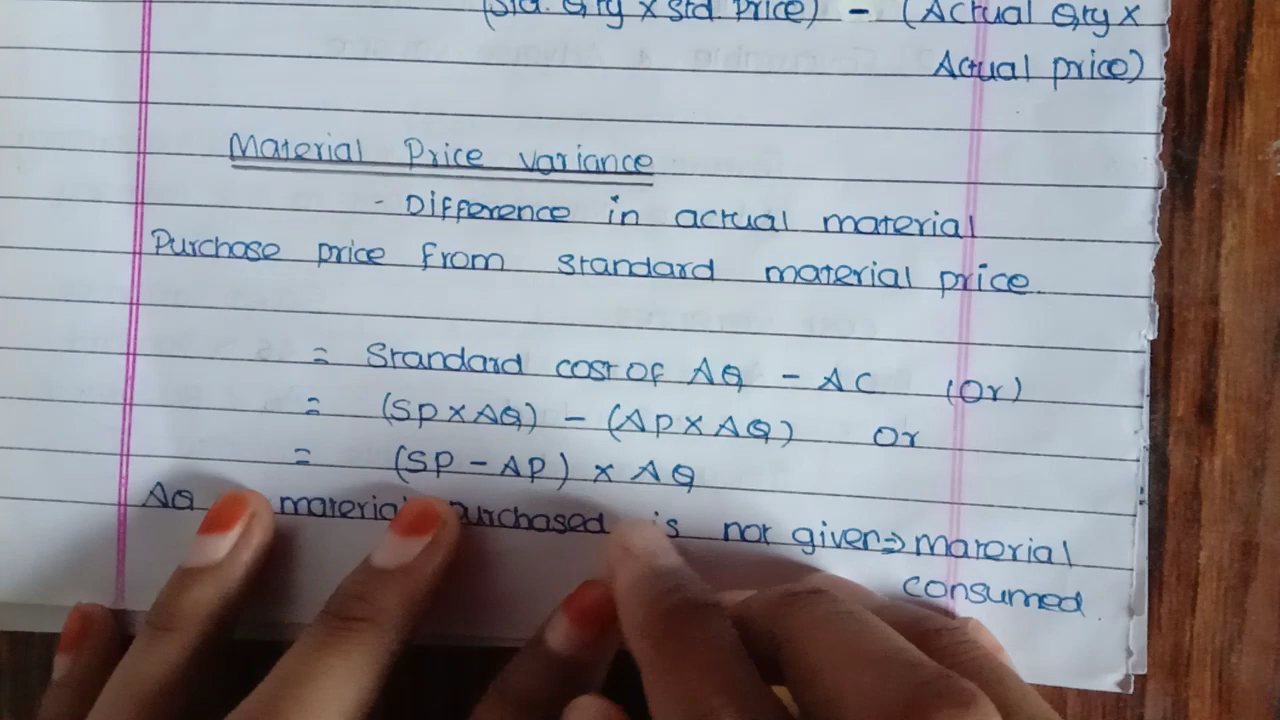 (Std. Qty x Std. Price) - (Actual Qty x
Actual price)
Material Price variance
- Difference in actual material
Purchase price from standard material price.
= Standard cost of AQ - AC (Or)
= (SP x AQ) - (AP x AQ) Or
= (SP - AP) x AQ
AQ material purchased is not given ⇒ material
consumed.